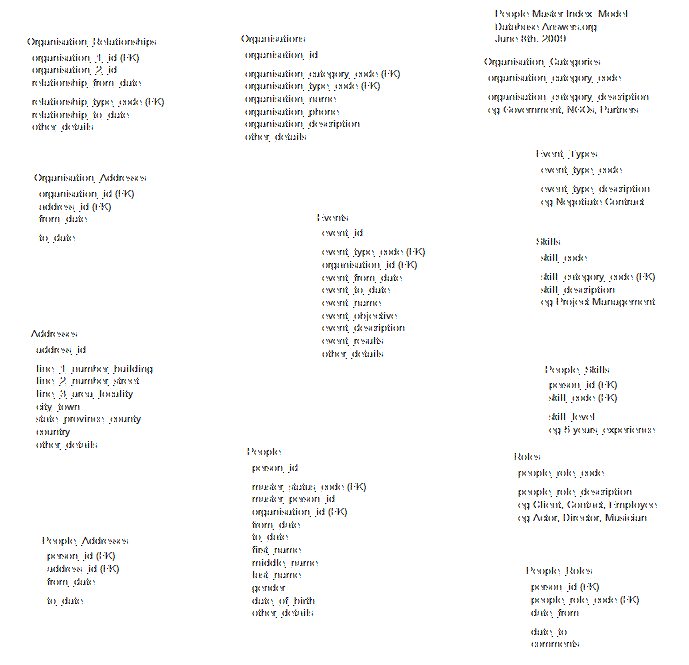 People Master Index Model
Database Answers.org
June 8th. 2009
Organisation_Relationships
organisation_1_id (FK)
organisation_2_id
relationship_from_date
relationship_type_code (FK)
relationship_to_date
other_details
Organisations
organisation_id
organisation_category_code (FK)
organisation_type_code (FK)
organisation_name
organisation_phone
organisation_description
other_details
Organisation_Categories
organisation_category_code
organisation_category_description
eg Government, NGOs, Partners
Event_Types
event_type_code
event_type_description
eg Negotiate Contract
Organisation_Addresses
organisation_id (FK)
address_id (FK)
from_date
to_date
Events
event_id
event_type_code (FK)
organisation_id (FK)
event_from_date
event_to_date
event_name
event_objective
event_description
event_results
other_details
Skills
skill_code
skill_category_code (FK)
skill_description
eg Project Management
Addresses
address_id
line_1_number_building
line_2_number_street
line_3_area_locality
city_town
state_province_county
country
other_details
People_Skills
person_id (FK)
skill_code (FK)
skill_level
eg 5 years_experience
People
person_id
master_status_code (FK)
master_person_id
organisation_id (FK)
from_date
to_date
first_name
middle_name
last_name
gender
date_of_birth
other_details
Roles
people_role_code
people_role_description
eg Client, Contact, Employee
eg Actor, Director, Musician
People_Addresses
person_id (FK)
address_id (FK)
from_date
to_date
People_Roles
person_id (FK)
people_role_code (FK)
date_from
date_to
comments